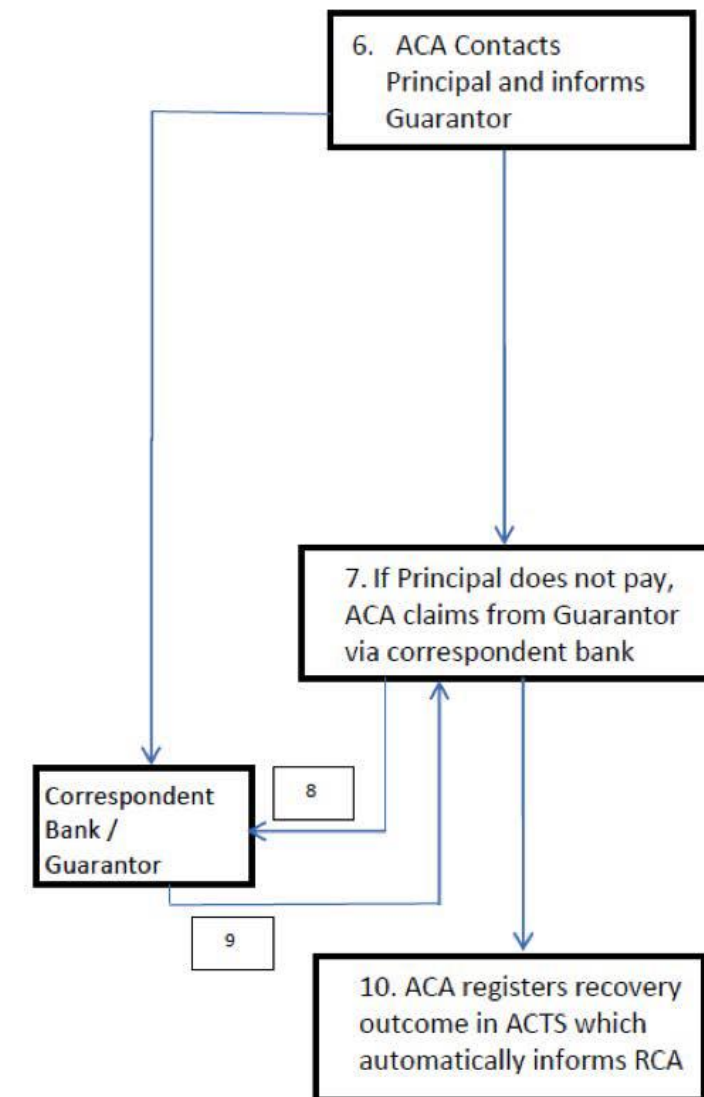 6. ACA Contacts
Principal and informs
Guarantor
7. If Principal does not pay,
ACA claims from Guarantor
via correspondent bank
8
Correspondent
Bank /
Guarantor
9
10. ACA registers recovery
outcome in ACTS which
automatically informs RCA